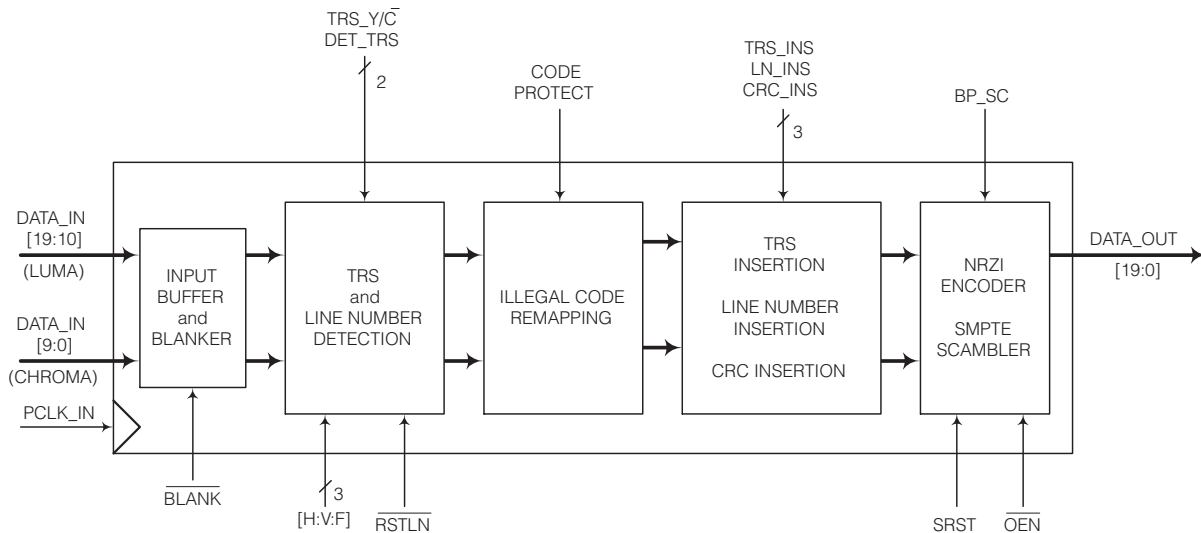 TRS_Y/C̅
DET_TRS
2
CODE
PROTECT
TRS_INS
LN_INS
CRC_INS
3
BP_SC
DATA_IN
[19:10]
(LUMA)
DATA_IN
[9:0]
(CHROMA)
PCLK_IN
INPUT
BUFFER
and
BLANKER
TRS
and
LINE NUMBER
DETECTION
ILLEGAL CODE
REMAPPING
TRS
INSERTION
LINE NUMBER
INSERTION
CRC INSERTION
NRZI
ENCODER
SMPTE
SCAMBLER
DATA_OUT
[19:0]
BLANK
3
[H:V:F]
RSTLN
SRST
OEN